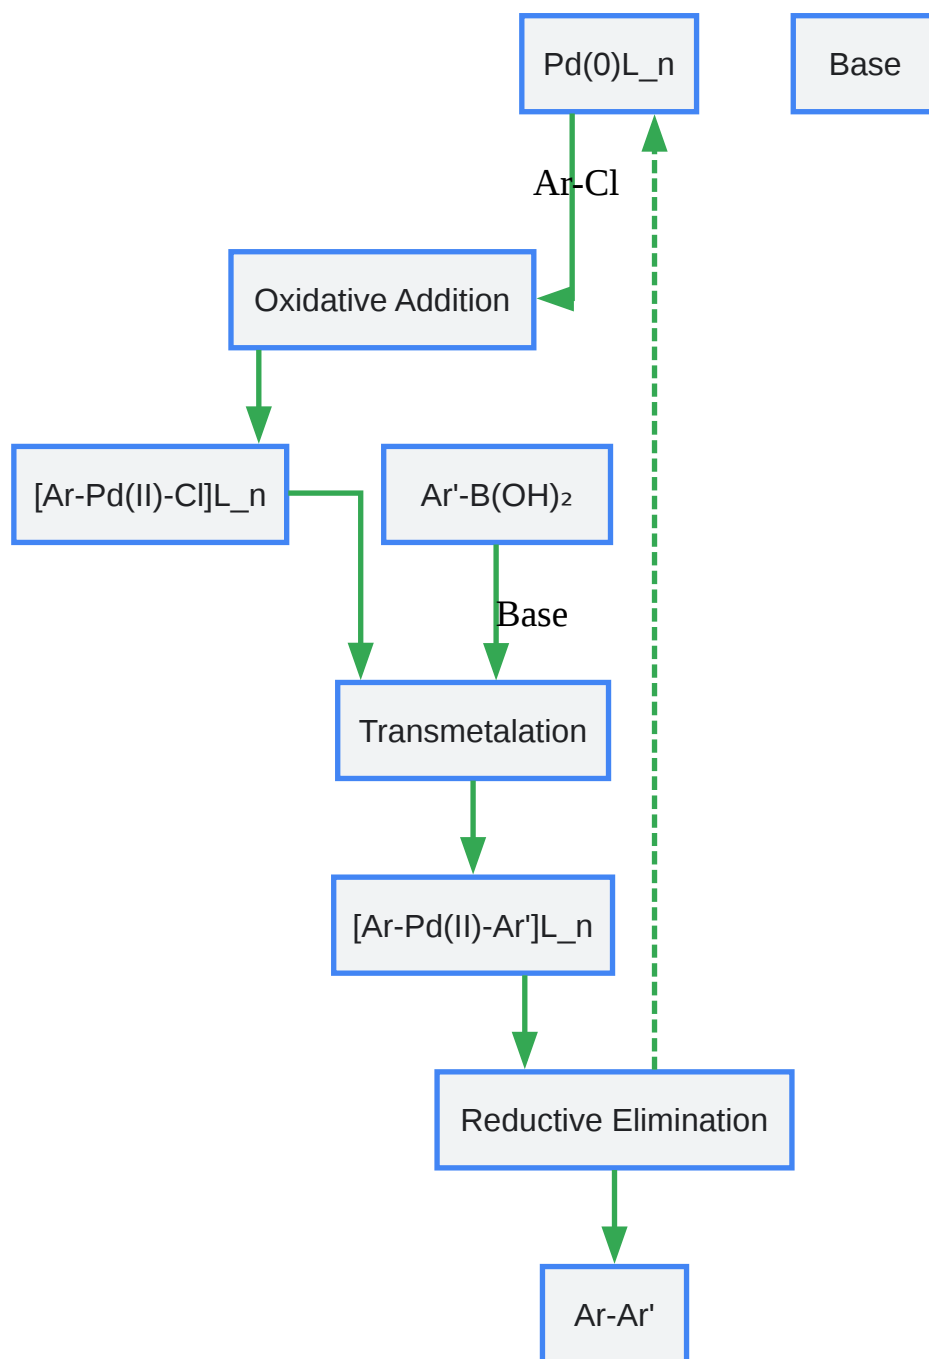 Pd(0)L_n
Base
Ar-Cl
Oxidative Addition
[Ar-Pd(II)-Cl]L_n
Ar'-B(OH)₂
Base
Transmetalation
[Ar-Pd(II)-Ar']L_n
Reductive Elimination
Ar-Ar'